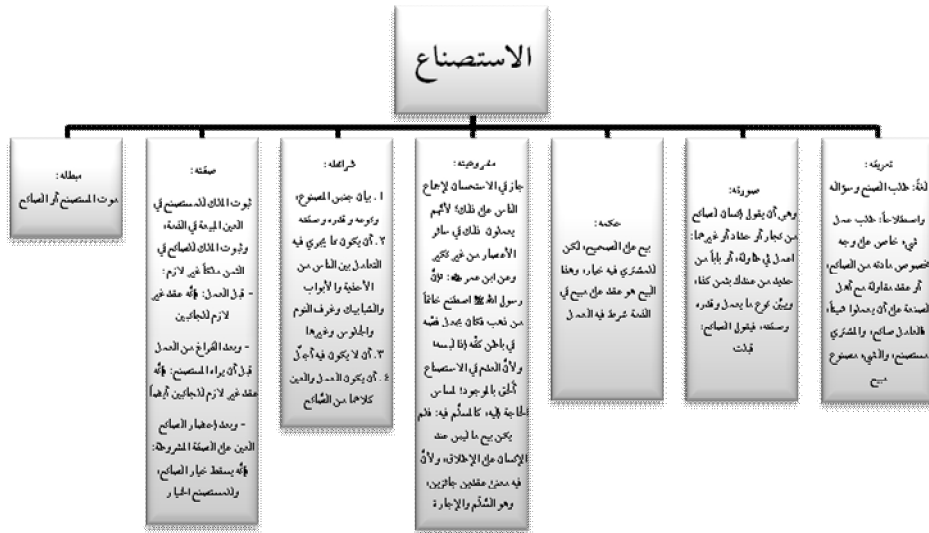 الاستصناع
تعريفه:
لغةً: طلب الصنع وسؤاله
واصطلاحاً: طلب عمل
شيء خاص على وجه
مخصوص مادته من الصانع،
أو عقد مقاولة مع أهل
الصنعة على أن يعملوا شيئاً،
فالعامل صانع، والمشتري
مستصنع، والشيء مصنوع
مبيع
صورته:
وهي أن يقول إنسان لصانع
من نجار أو حداد أو غيرهما:
اعمل لي طاولة، أو باباً من
حديد من عندك بثمن كذا،
ويبيّن نوع ما يعمل وقدره
وصفته، فيقول الصانع:
قبلت
حكمه:
بيع على الصحيح، لكن
للمشتري فيه خيار، وهذا
البيع هو عقد على مبيع في
الذمة شرط فيه العمل
مشروعيته:
جاز في الاستحسان لإجماع
الناس على ذلك؛ لأنهم
يعملون ذلك في سائر
الأعصار من غير نكير
وعن ابن عمر ﷺ: «أنَّ
رسول الله ﷺ اصطنع خاتماً
من ذهب فكان يجعل فصّه
في باطن كفّه إذا لبسه»
ولأنّ العدم في الاستصناع
أُلحق بالموجود؛ لمساس
الحاجة إليه، كالمسلّم فيه: فلم
يكن بيع ما ليس عند
الإنسان على الإطلاق، ولأنّ
فيه معنى عقدين جائزين،
وهو السَّلَم والإجارة
شرائطه:
١. بيان جنس المصنوع،
ونوعه وقدره وصفته
٢. أن يكون مما يجري فيه
التعامل بين الناس من
الأحذية والأبواب
والشبابيك وغرف النوم
والجلوس وغيرها
٣. أن لا يكون فيه أجلٌ
٤. أن يكون العمل والعين
كلاهما من الصَّانع
صفته:
ثبوت الملك للمستصنع في
العين المبيعة في الذمة،
وثبوت الملك للصانع في
الثمن ملكاً غير لازم:
- قبل العمل: فإنّه عقد غير
لازم للجانبين
- وبعد الفراغ من العمل
قبل أن يراه المستصنع: فإنّه
عقد غير لازم للجانبين أيضاً
- وبعد إحضار الصانع
العين على الصفة المشروطة:
فإنّه يسقط خيار الصانع،
وللمستصنع الخيار
مبطله:
موت المستصنع أو الصانع